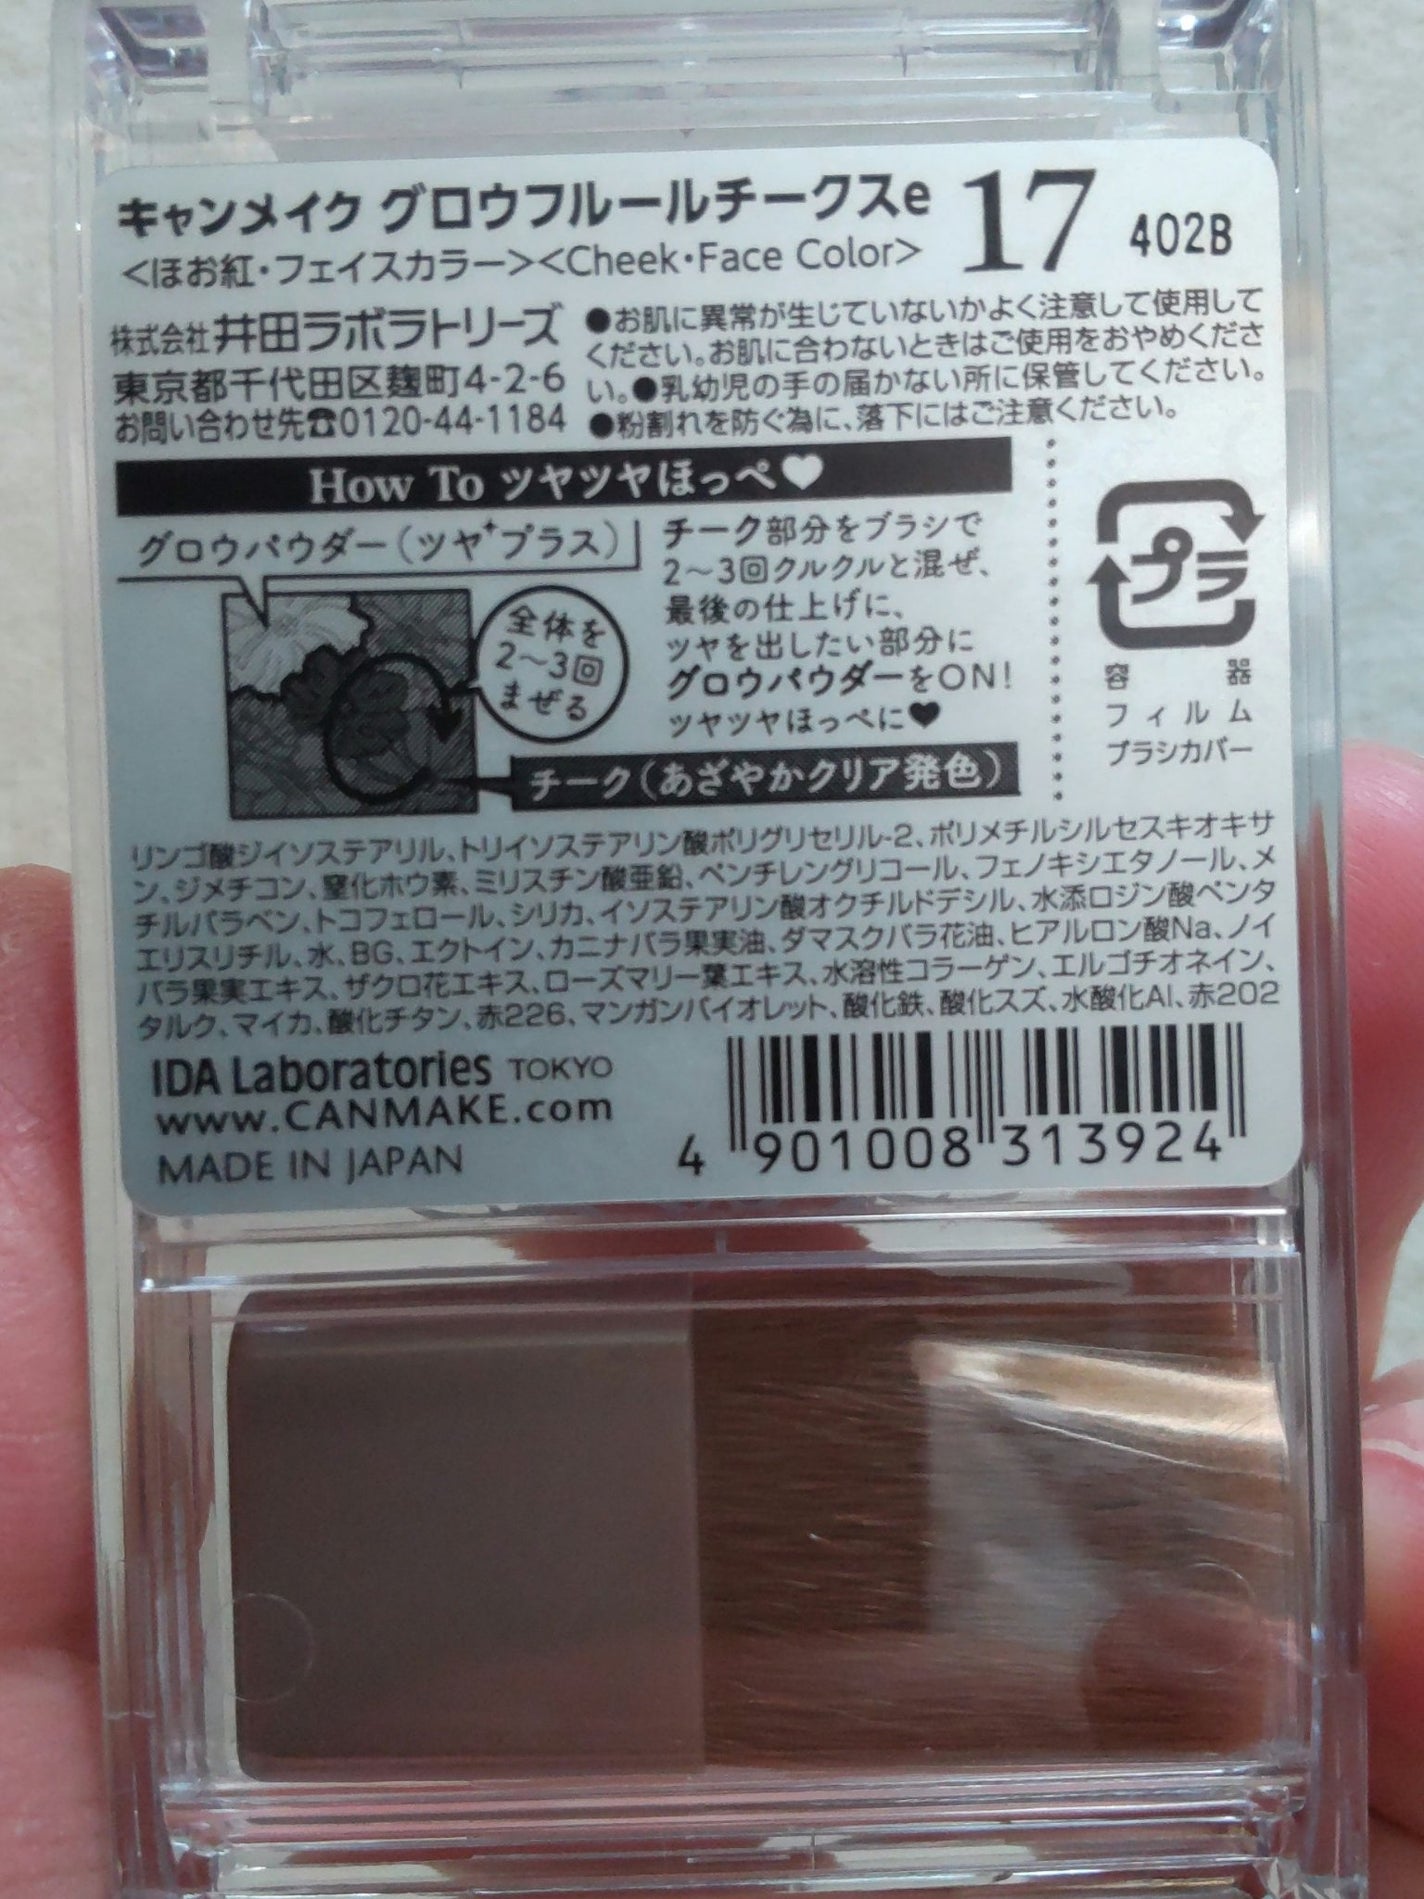 キャンメイク グロウフルールチークスe 17 402B
<ほお紅・フェイスカラー><Cheek・Face Color>
株式会社井田ラボラトリーズ
東京都千代田区麹町4-2-6
お問い合わせ先☎0120-44-1184
●お肌に異常が生じていないかよく注意して使用して
ください。お肌に合わないときはご使用をおやめくださ
い。●乳幼児の手の届かない所に保管してください。
●粉割れを防ぐ為に、落下にはご注意ください。
How To ツヤツヤほっぺ♥
グロウパウダー(ツヤ+プラス)
全体を
2〜3回
まぜる
チーク(あざやかクリア発色)
チーク部分をブラシで
2〜3回クルクルと混ぜ、
最後の仕上げに、
ツヤを出したい部分に
グロウパウダーをON!
ツヤツヤほっぺに♥
プラ
容器
フィルム
ブラシカバー
リンゴ酸ジイソステアリル、トリイソステアリン酸ポリグリセリル-2、ポリメチルシルセスキオキサ
ン、ジメチコン、窒化ホウ素、ミリスチン酸亜鉛、ペンチレングリコール、フェノキシエタノール、メ
チルパラベン、トコフェロール、シリカ、イソステアリン酸オクチルドデシル、水添ロジン酸ペンタ
エリスリチル、水、BG、エクトイン、カニナバラ果実油、ダマスクバラ花油、ヒアルロン酸Na、ノイ
バラ果実エキス、ザクロ花エキス、ローズマリー葉エキス、水溶性コラーゲン、エルゴチオネイン、
タルク、マイカ、酸化チタン、赤226、マンガンバイオレット、酸化鉄、酸化スズ、水酸化Al、赤202
IDA Laboratories TOKYO
www.CANMAKE.com
MADE IN JAPAN
4 901008 313924